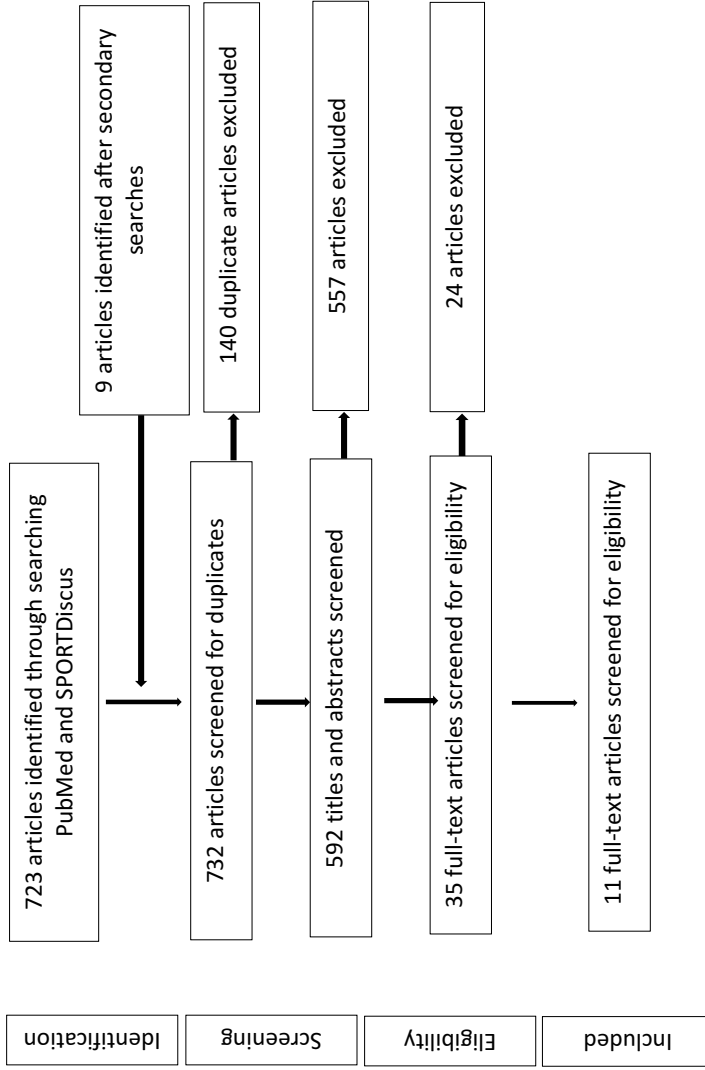 723 articles identified through searching
PubMed and SPORTDiscus
9 articles identified after secondary
searches
732 articles screened for duplicates
140 duplicate articles excluded
592 titles and abstracts screened
557 articles excluded
35 full-text articles screened for eligibility
24 articles excluded
11 full-text articles screened for eligibility
Identification
Screening
Eligibility
Included